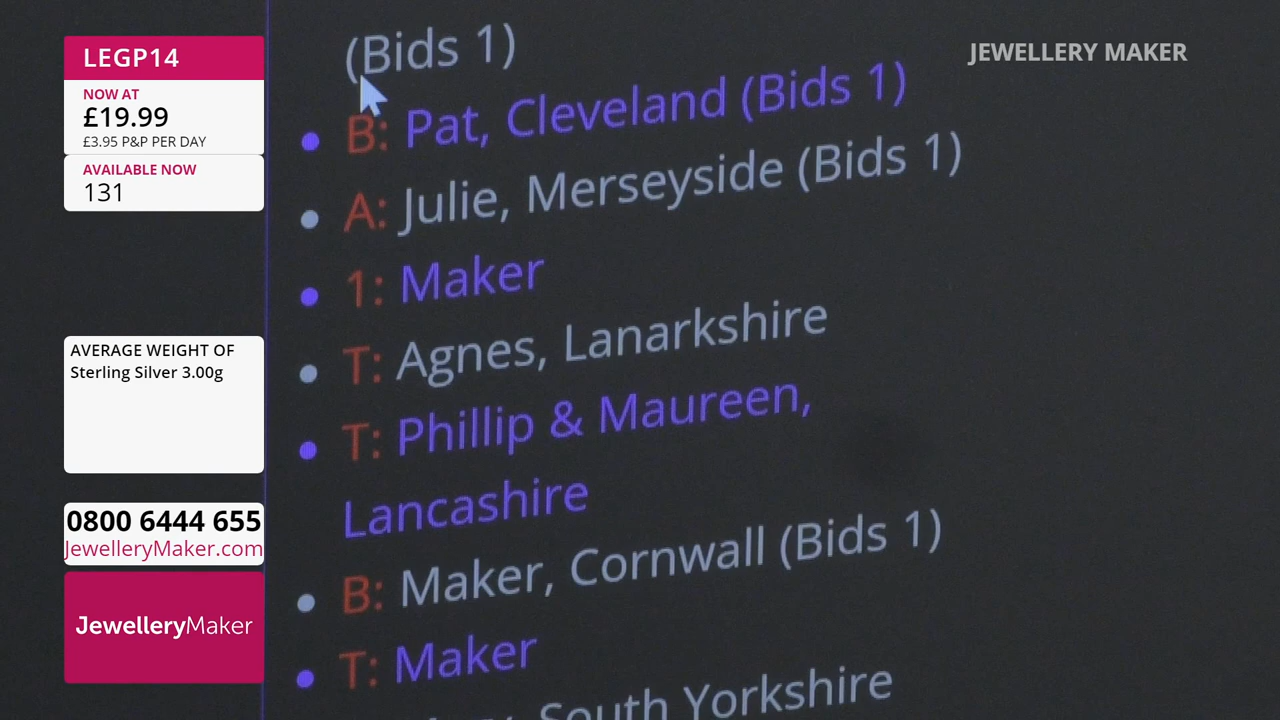 LEGP14
NOW AT
£19.99
£3.95 P&P PER DAY
AVAILABLE NOW
131
AVERAGE WEIGHT OF
Sterling Silver 3.00g
0800 6444 655
JewelleryMaker.com
JewelleryMaker
JEWELLERY MAKER
(Bids 1)
B: Pat, Cleveland (Bids 1)
A: Julie, Merseyside (Bids 1)
1: Maker
T: Agnes, Lanarkshire
T: Phillip & Maureen,
Lancashire
B: Maker, Cornwall (Bids 1)
T: Maker
South Yorkshire